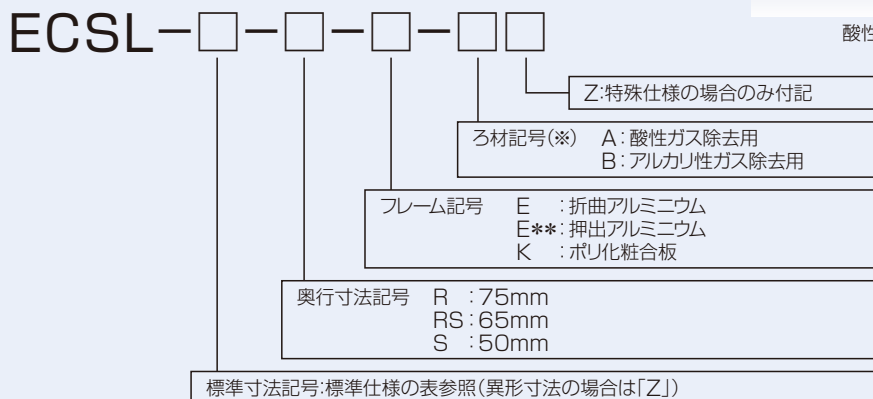 ECSL-□-□-□-□□
酸性
Z:特殊仕様の場合のみ付記
ろ材記号(※) A:酸性ガス除去用
B:アルカリ性ガス除去用
フレーム記号 E :折曲アルミニウム
E**:押出アルミニウム
K :ポリ化粧合板
奥行寸法記号 R :75mm
RS:65mm
S :50mm
標準寸法記号:標準仕様の表参照(異形寸法の場合は「Z」)